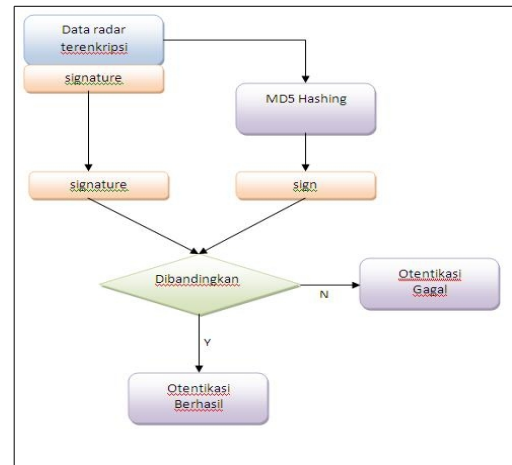 Data radar
terenkripsi
signature
MD5 Hashing
signature
sign
Dibandingkan
N
Otentikasi
Gagal
Y
Otentikasi
Berhasil